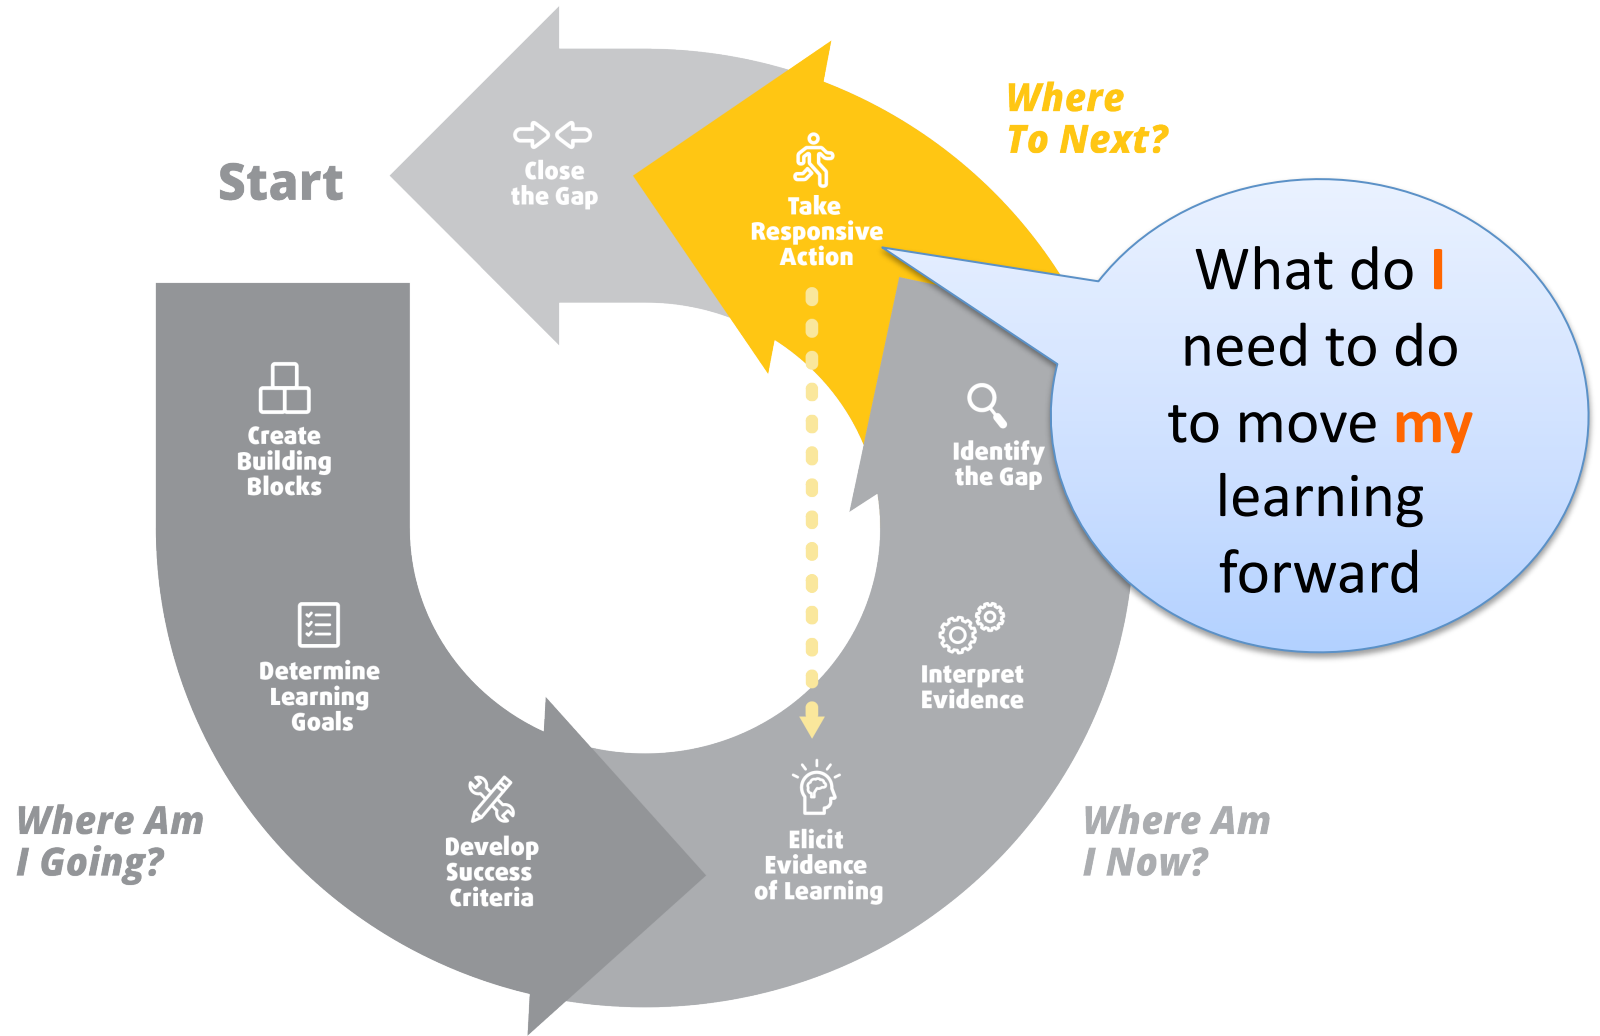 Start
Create
Building
Blocks
Determine
Learning
Goals
Develop
Success
Criteria
Where Am
I Going?
Elicit
Evidence
of Learning
Interpret
Evidence
Identify
the Gap
Where Am
I Now?
Take
Responsive
Action
Where
To Next?
What do I
need to do
to move my
learning
forward
Close
the Gap